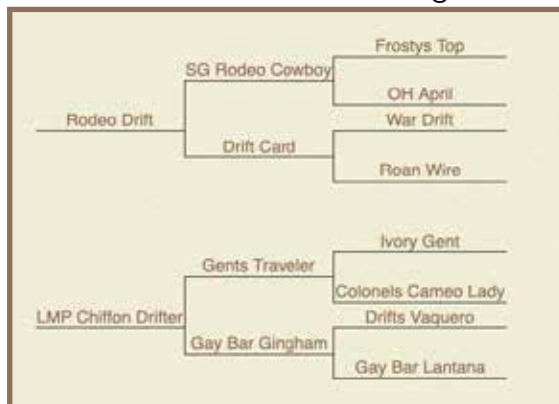 Frostys Top
SG Rodeo Cowboy
OH April
Rodeo Drift
War Drift
Drift Card
Roan Wire
Ivory Gent
Gents Traveler
Colonels Cameo Lady
LMP Chiffon Drifter
Drifts Vaquero
Gay Bar Gingham
Gay Bar Lantana